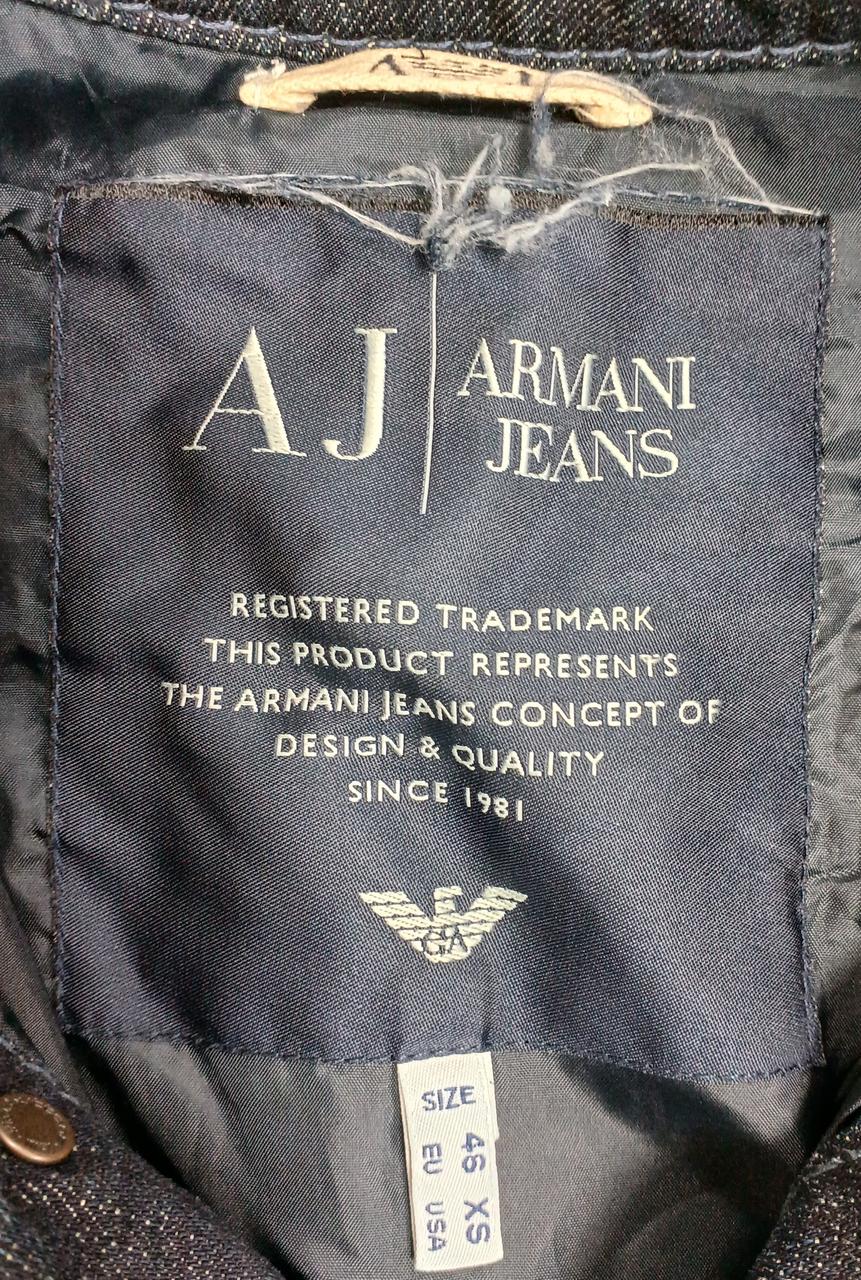 AJ
ARMANI
JEANS
REGISTERED TRADEMARK
THIS PRODUCT REPRESENTS
THE ARMANI JEANS CONCEPT OF
DESIGN & QUALITY
SINCE 1981
GA
SIZE
46 XS
EU USA